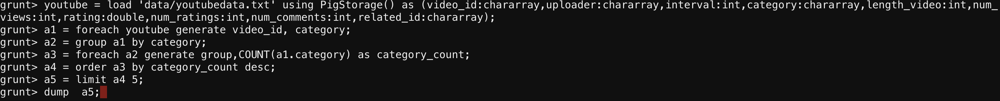 grunt> youtube = load 'data/youtubedata.txt' using PigStorage() as (video_id:chararray,uploader:chararray,interval:int,category:chararray,length_video:int,num_
views:int,rating:double,num_ratings:int,num_comments:int,related_id:chararray);
grunt> a1 = foreach youtube generate video_id, category;
grunt> a2 = group a1 by category;
grunt> a3 = foreach a2 generate group,COUNT(a1.category) as category_count;
grunt> a4 = order a3 by category_count desc;
grunt> a5 = limit a4 5;
grunt> dump  a5;